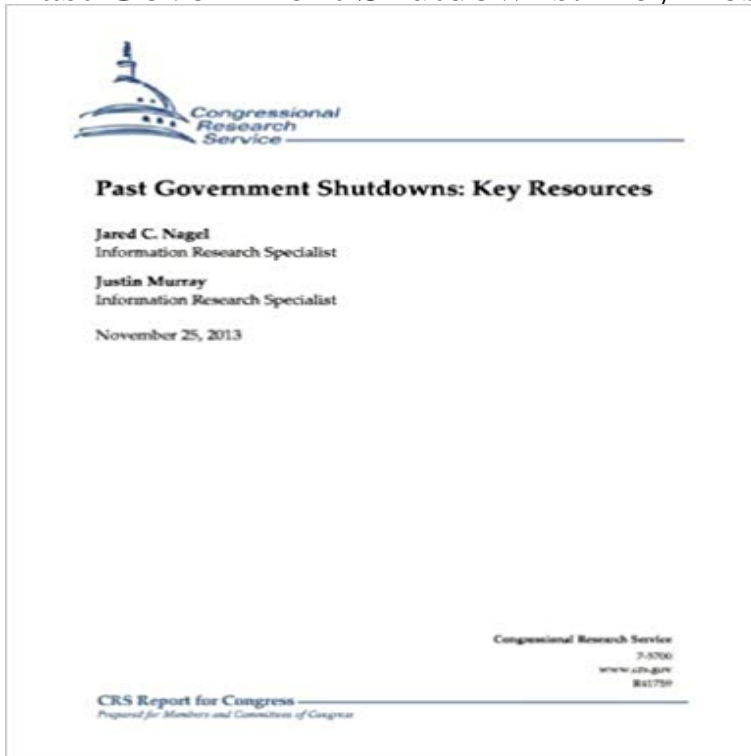 Congressional
Research
Service
Past Government Shutdowns: Key Resources
Jared C. Nagel
Information Research Specialist
Justin Murray
Information Research Specialist
November 25, 2013
Congressional Research Service
7-5700
www.crs.gov
R41759
CRS Report for Congress
Prepared for Members and Committees of Congress